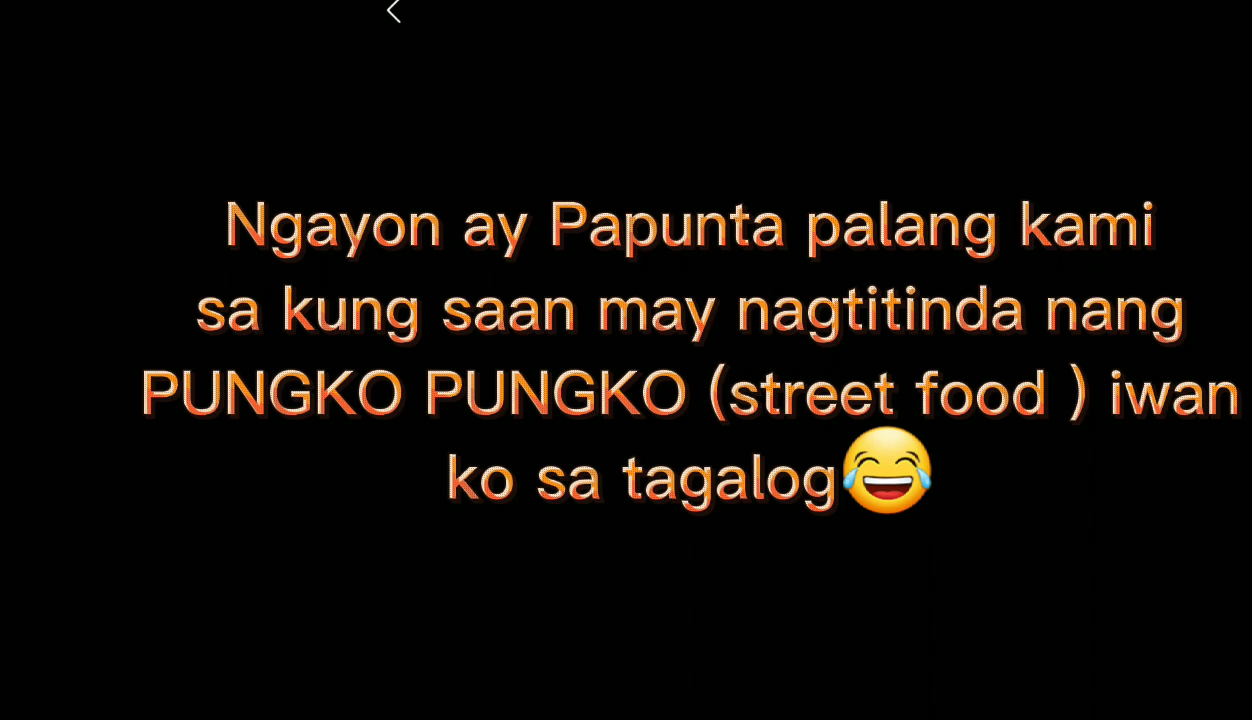 Ngayon ay Papunta palang kami
sa kung saan may nagtitinda nang
PUNGKO PUNGKO (street food ) iwan
ko sa tagalog😂